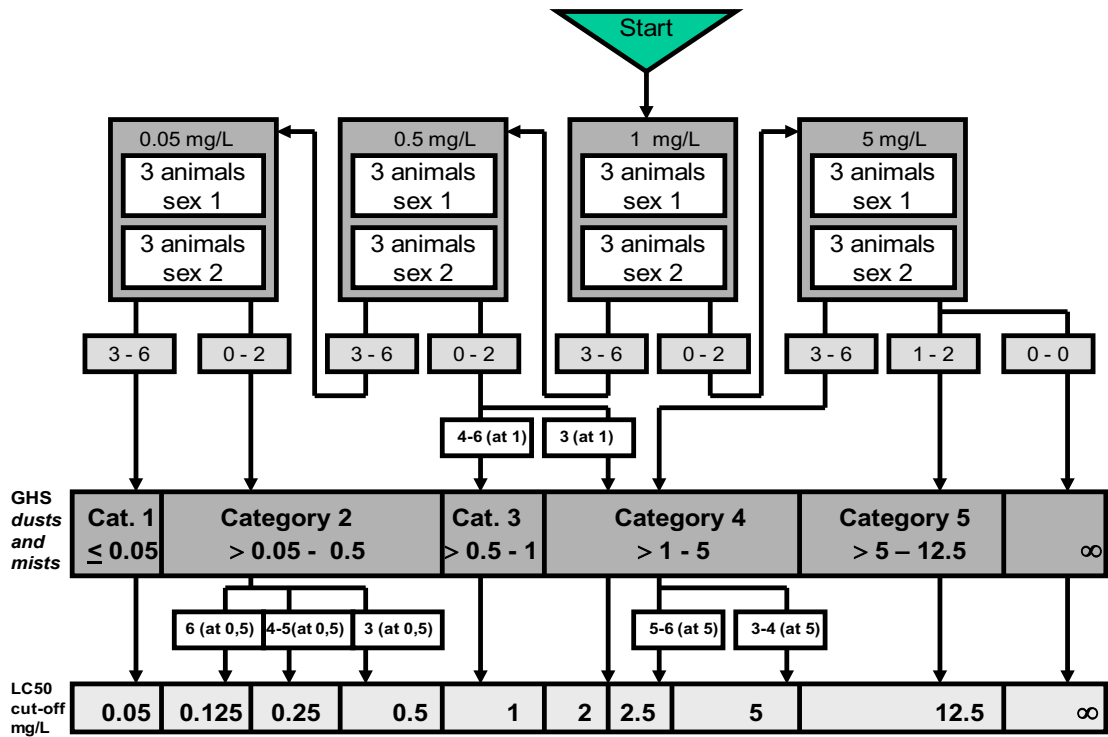 Start
0.05 mg/L
3 animals
sex 1
3 animals
sex 2
0.5 mg/L
3 animals
sex 1
3 animals
sex 2
1 mg/L
3 animals
sex 1
3 animals
sex 2
5 mg/L
3 animals
sex 1
3 animals
sex 2
3 - 6
0 - 2
3 - 6
0 - 2
3 - 6
0 - 2
3 - 6
1 - 2
0 - 0
4-6 (at 1)
3 (at 1)
GHS
dusts
and
mists
Cat. 1
≤ 0.05
Category 2
> 0.05 - 0.5
Cat. 3
> 0.5 - 1
Category 4
> 1 - 5
Category 5
> 5 – 12.5
∞
6 (at 0,5)
4-5(at 0,5)
3 (at 0,5)
5-6 (at 5)
3-4 (at 5)
LC50
cut-off
mg/L
0.05
0.125
0.25
0.5
1
2
2.5
5
12.5
∞